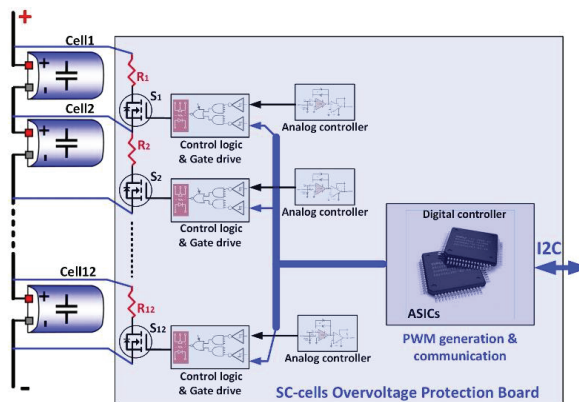 +
Cell1
+
-
R1
S1
Control logic
& Gate drive
Analog controller
Cell2
+
-
R2
S2
Control logic
& Gate drive
Analog controller
Digital controller
ASICs
I2C
PWM generation &
communication
Cell12
+
-
R12
S12
Control logic
& Gate drive
Analog controller
-
SC-cells Overvoltage Protection Board